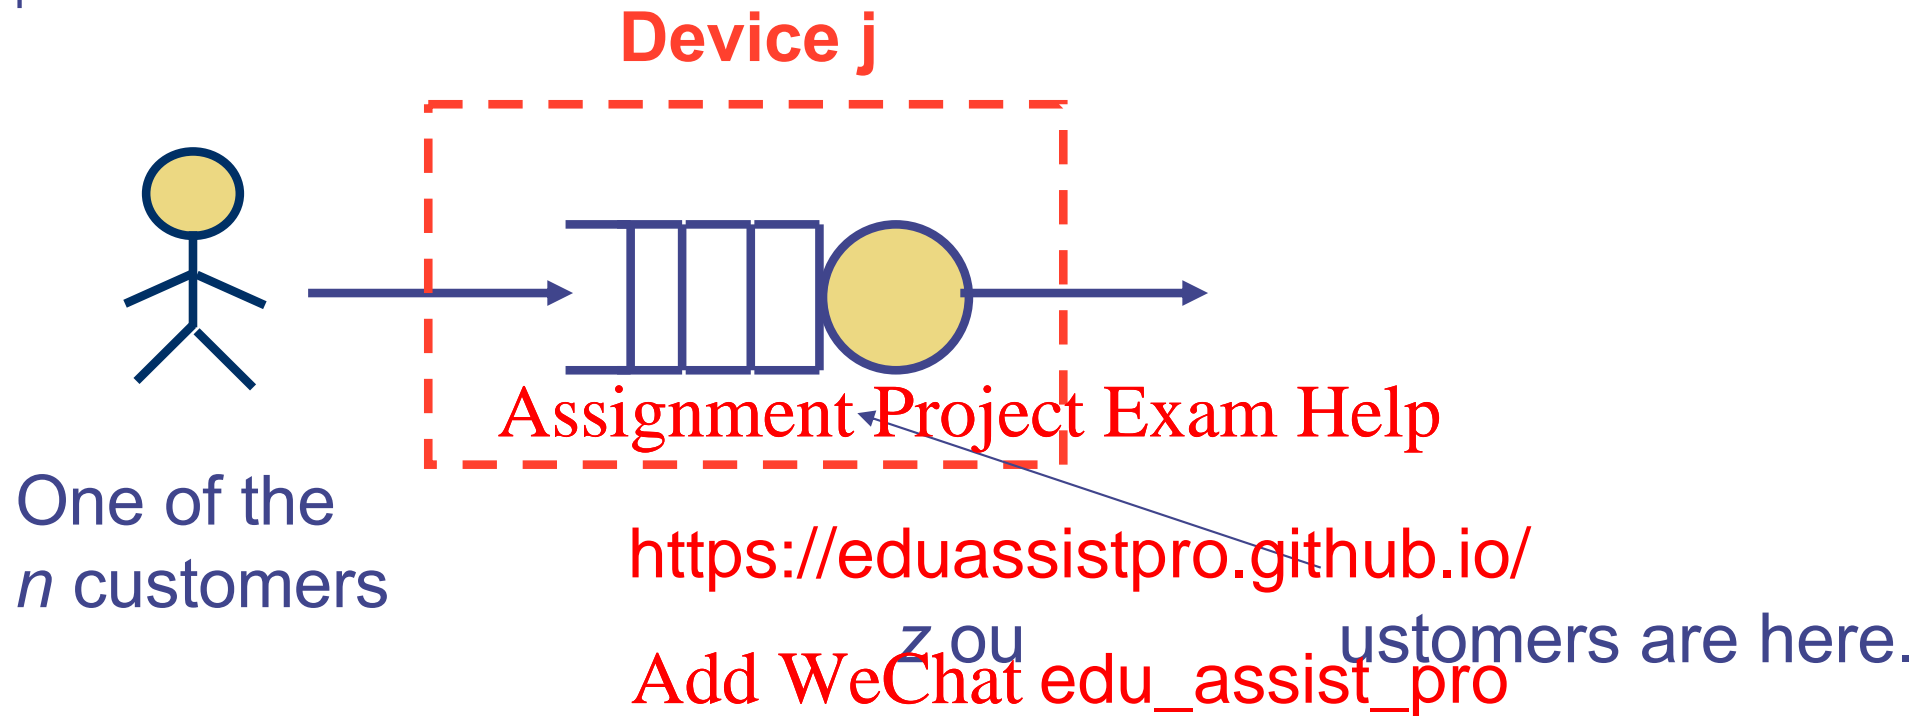 Device j
Assignment Project Exam Help
One of the
n customers
https://eduassistpro.github.io/
z ou ustomers are here.
Add WeChat edu_assist_pro